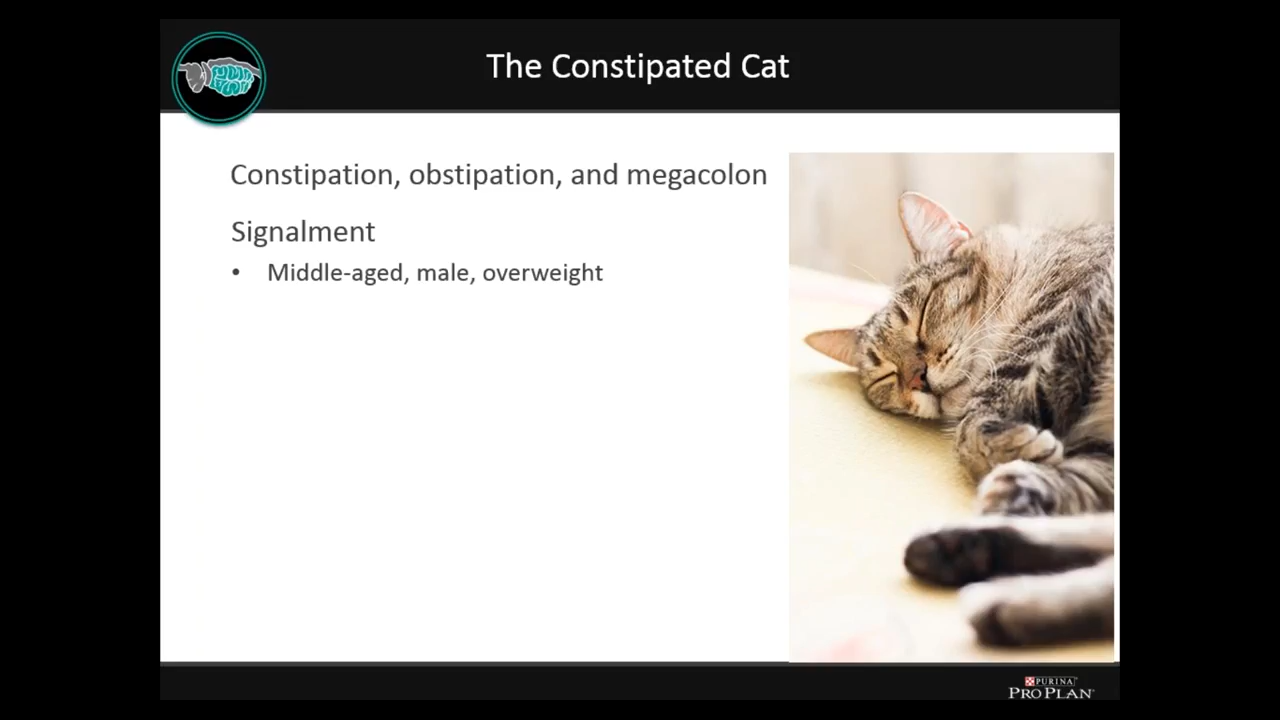 The Constipated Cat
Constipation, obstipation, and megacolon
Signalment
• Middle-aged, male, overweight
PURINA
PRO PLAN